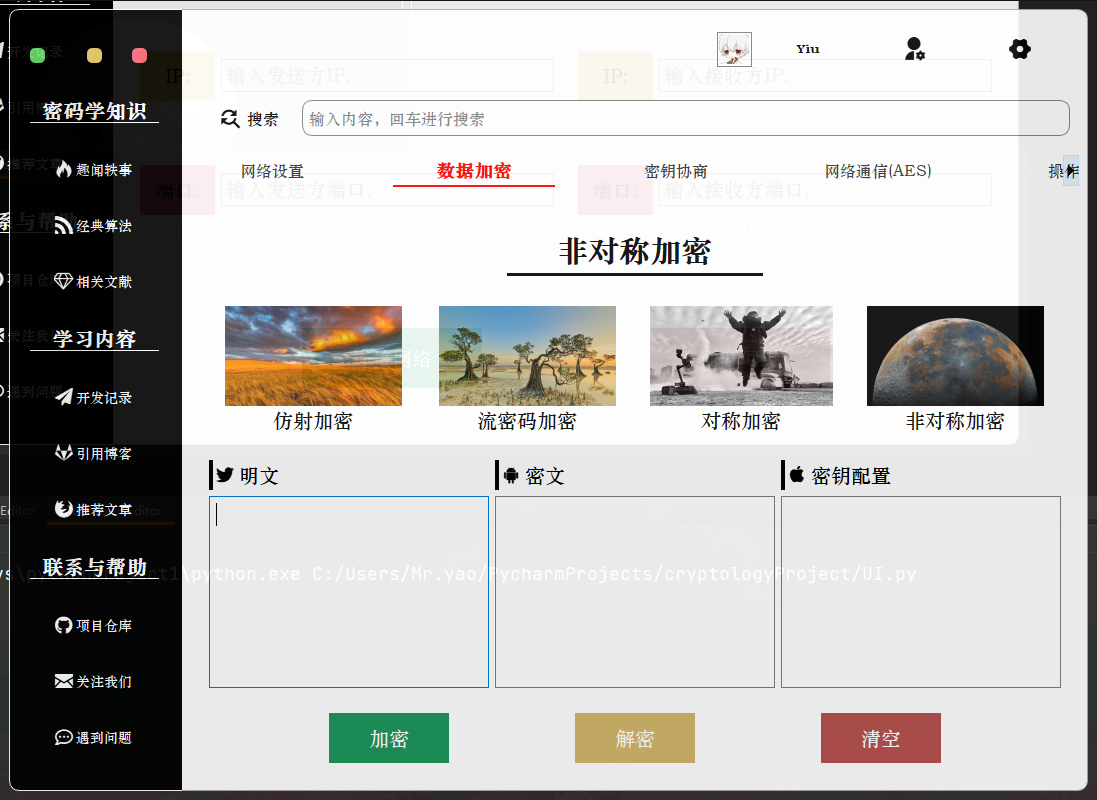 Yiu
IP:
输入发送方IP.
IP:
输入接收方IP.
密码学知识
搜索
输入内容，回车进行搜索
趣闻轶事
网络设置
数据加密
密钥协商
网络通信(AES)
操作
端口:
输入发送方端口.
端口:
输入接收方端口.
经典算法
非对称加密
相关文献
学习内容
网络
开发记录
仿射加密
流密码加密
对称加密
非对称加密
引用博客
明文
密文
密钥配置
推荐文章
联系与帮助
\python.exe C:/Users/Mr.yao/PycharmProjects/cryptologyProject/UI.py
项目仓库
关注我们
遇到问题
加密
解密
清空